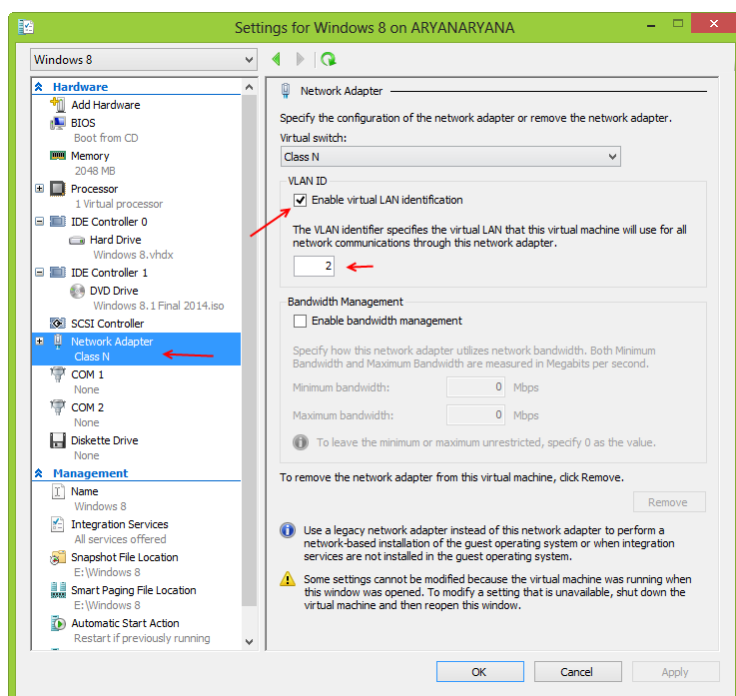 Settings for Windows 8 on ARYANARYANA
Windows 8
Hardware
Add Hardware
BIOS
Boot from CD
Memory
2048 MB
Processor
1 Virtual processor
IDE Controller 0
Hard Drive
Windows 8.vhdx
IDE Controller 1
DVD Drive
Windows 8.1 Final 2014.iso
SCSI Controller
Network Adapter
Class N
COM 1
None
COM 2
None
Diskette Drive
None
Management
Name
Windows 8
Integration Services
All services offered
Snapshot File Location
E:\Windows 8
Smart Paging File Location
E:\Windows 8
Automatic Start Action
Restart if previously running
Network Adapter
Specify the configuration of the network adapter or remove the network adapter.
Virtual switch:
Class N
VLAN ID
Enable virtual LAN identification
The VLAN identifier specifies the virtual LAN that this virtual machine will use for all
network communications through this network adapter.
2
Bandwidth Management
Enable bandwidth management
Specify how this network adapter utilizes network bandwidth. Both Minimum
Bandwidth and Maximum Bandwidth are measured in Megabits per second.
Minimum bandwidth: 0 Mbps
Maximum bandwidth: 0 Mbps
To leave the minimum or maximum unrestricted, specify 0 as the value.
To remove the network adapter from this virtual machine, click Remove.
Remove
Use a legacy network adapter instead of this network adapter to perform a
network-based installation of the guest operating system or when integration
services are not installed in the guest operating system.
Some settings cannot be modified because the virtual machine was running when
this window was opened. To modify a setting that is unavailable, shut down the
virtual machine and then reopen this window.
OK Cancel Apply